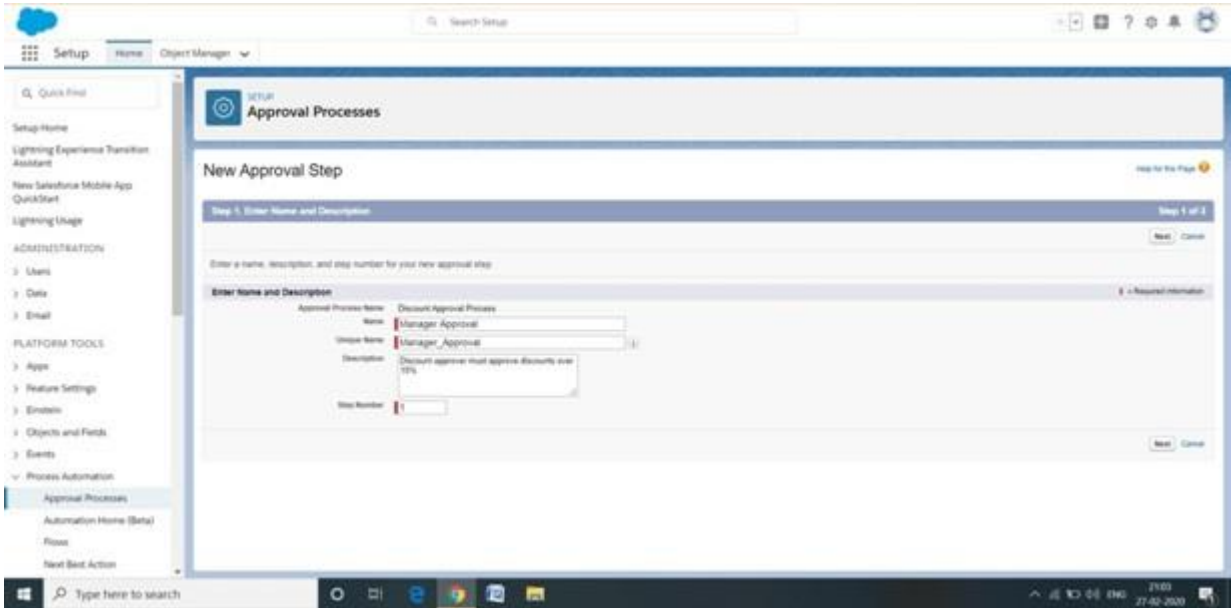 Search Setup
Setup
Home
Object Manager
Quick Find
Setup Home
Lightning Experience Transition
Assistant
New Salesforce Mobile App
QuickStart
Lightning Usage
ADMINISTRATION
Users
Data
Email
PLATFORM TOOLS
Apps
Feature Settings
Einstein
Objects and Fields
Events
Process Automation
Approval Processes
Automation Home (Beta)
Flows
Next Best Action
SETUP
Approval Processes
New Approval Step
Help for this Page
Step 1. Enter Name and Description
Step 1 of 3
Next Cancel
Enter a name, description, and step number for your new approval step.
Enter Name and Description
= Required Information
Approval Process Name Discount Approval Process
Name Manager Approval
Unique Name Manager_Approval
Description Discount approver must approve discounts over
Step Number 1
Next Cancel
Type here to search
ENG
21:03
27-02-2020